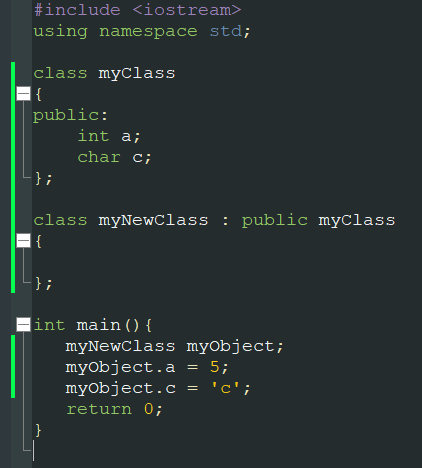 #include <iostream>
using namespace std;
class myClass
{
public:
    int a;
    char c;
};
class myNewClass : public myClass
{
};
int main(){
   myNewClass myObject;
   myObject.a = 5;
   myObject.c = 'c';
   return 0;
}